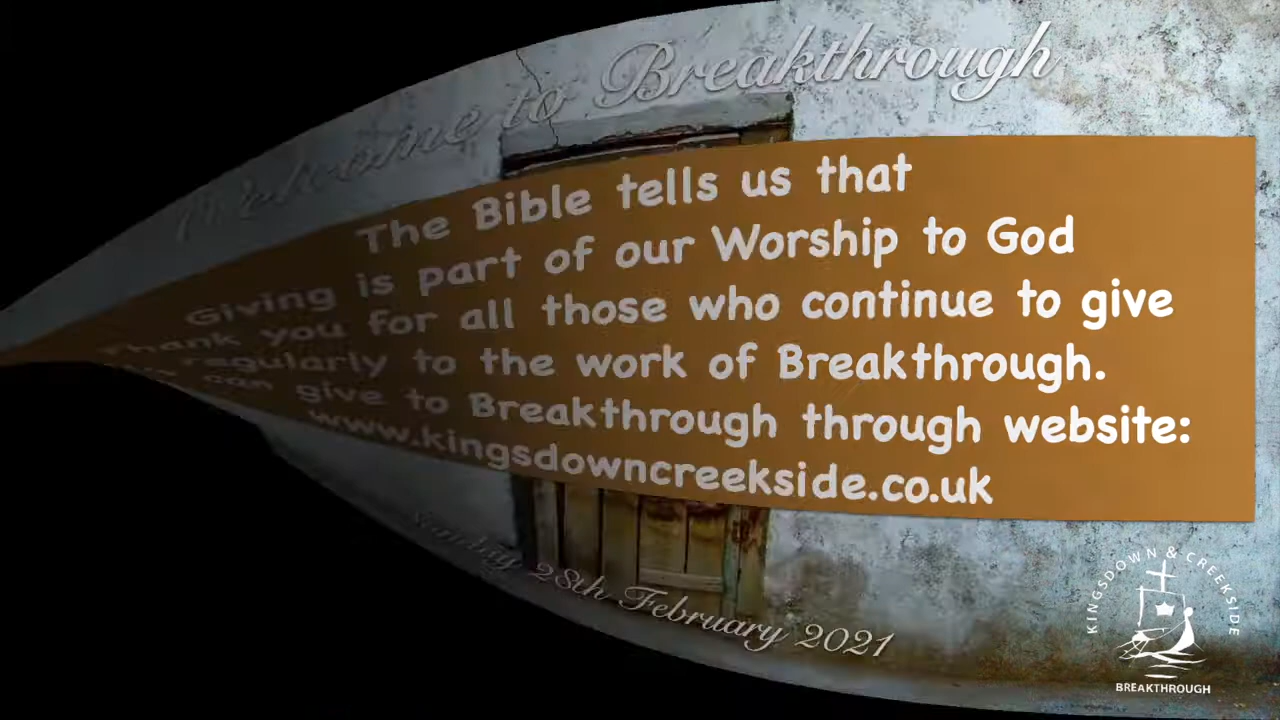 Welcome to Breakthrough
The Bible tells us that
Giving is part of our Worship to God
Thank you for all those who continue to give
regularly to the work of Breakthrough.
can give to Breakthrough through website:
www.kingsdowncreekside.co.uk
Sunday 28th February 2021
KINGSDOWN & CREEKSIDE
BREAKTHROUGH